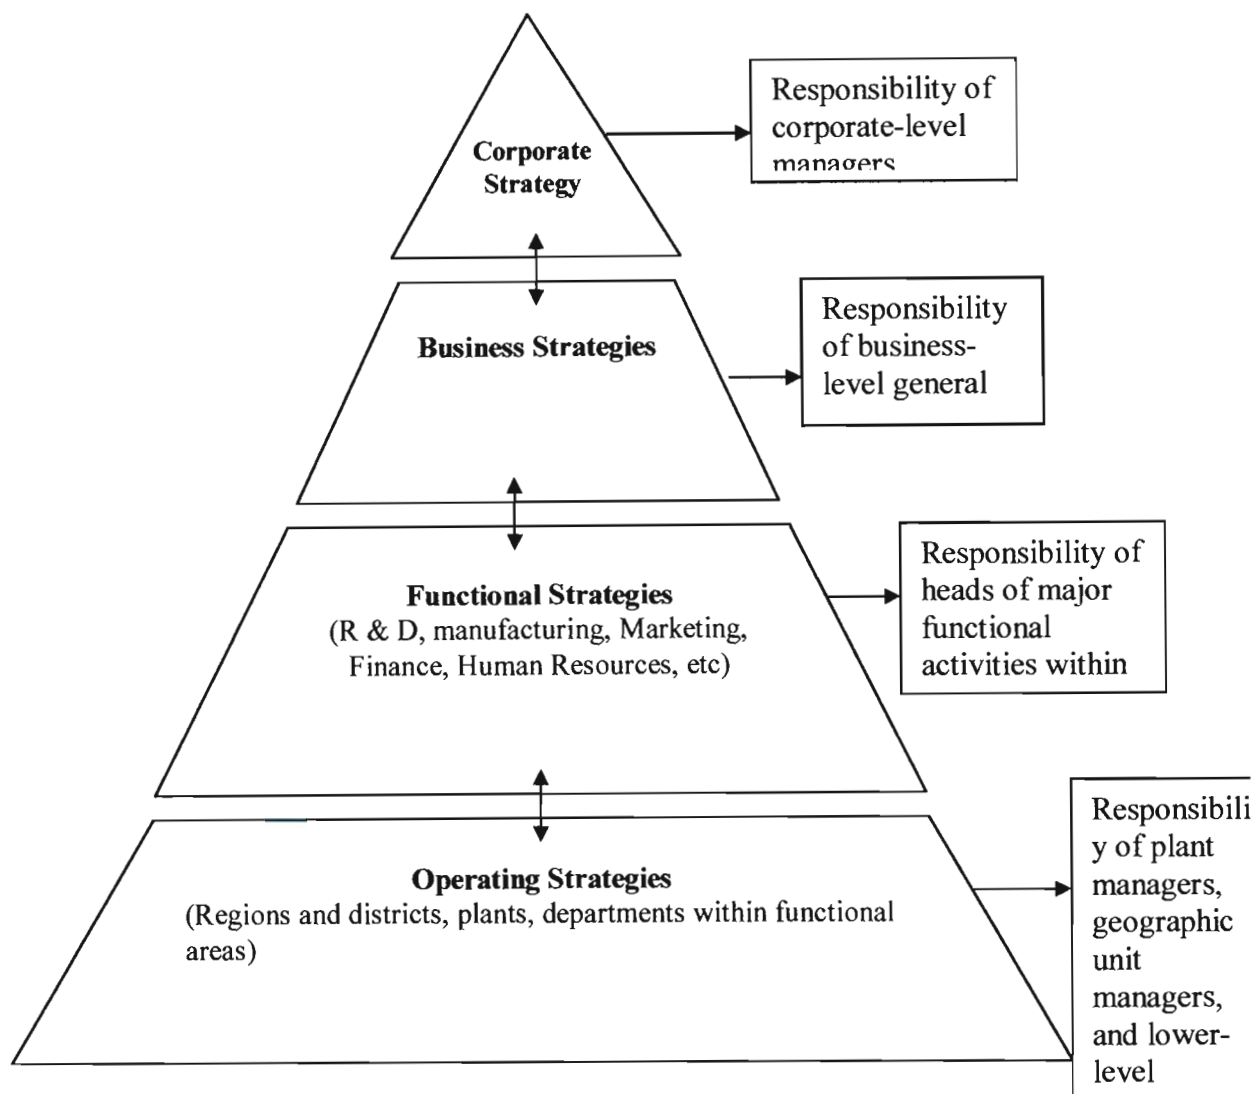 Corporate
Strategy
Responsibility of
corporate-level
managers
Business Strategies
Responsibility
of business-
level general
Functional Strategies
(R & D, manufacturing, Marketing,
Finance, Human Resources, etc)
Responsibility of
heads of major
functional
activities within
Operating Strategies
(Regions and districts, plants, departments within functional
areas)
Responsibili
y of plant
managers,
geographic
unit
managers,
and lower-
level